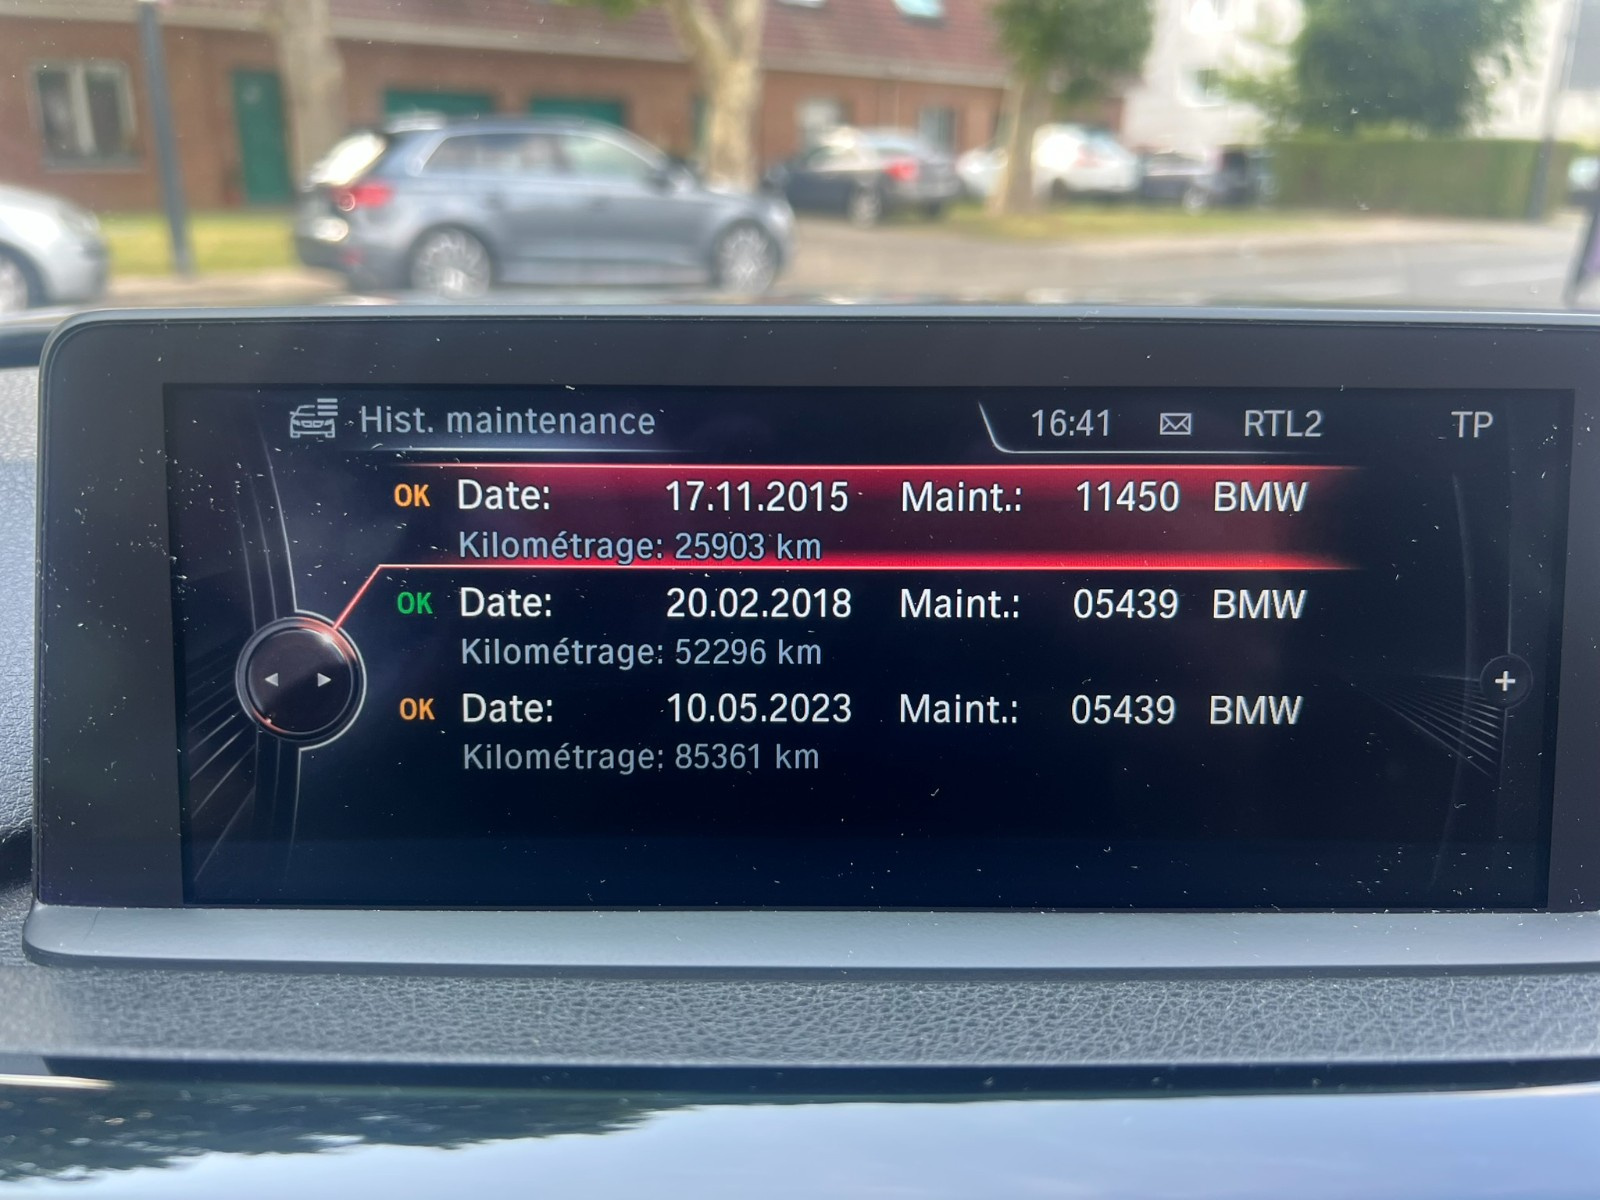 Hist. maintenance 16:41 RTL2 TP
OK Date: 17.11.2015 Maint.: 11450 BMW
Kilométrage: 25903 km
OK Date: 20.02.2018 Maint.: 05439 BMW
Kilométrage: 52296 km
OK Date: 10.05.2023 Maint.: 05439 BMW
Kilométrage: 85361 km